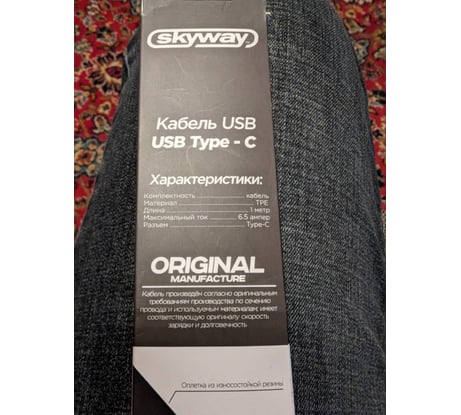 skyway
Кабель USB
USB Type - C
Характеристики:
Комплектность кабель
Материал TPE
Длина 1 метр
Максимальный ток 6.5 ампер
Разъем Type-C
ORIGINAL
MANUFACTURE
Кабель произведён согласно оригинальным
требованиям производства по сечению
провода и используемым материалам; имеет
соответствующую оригиналу скорость
зарядки и долговечность
Оплетка из износостойкой резины